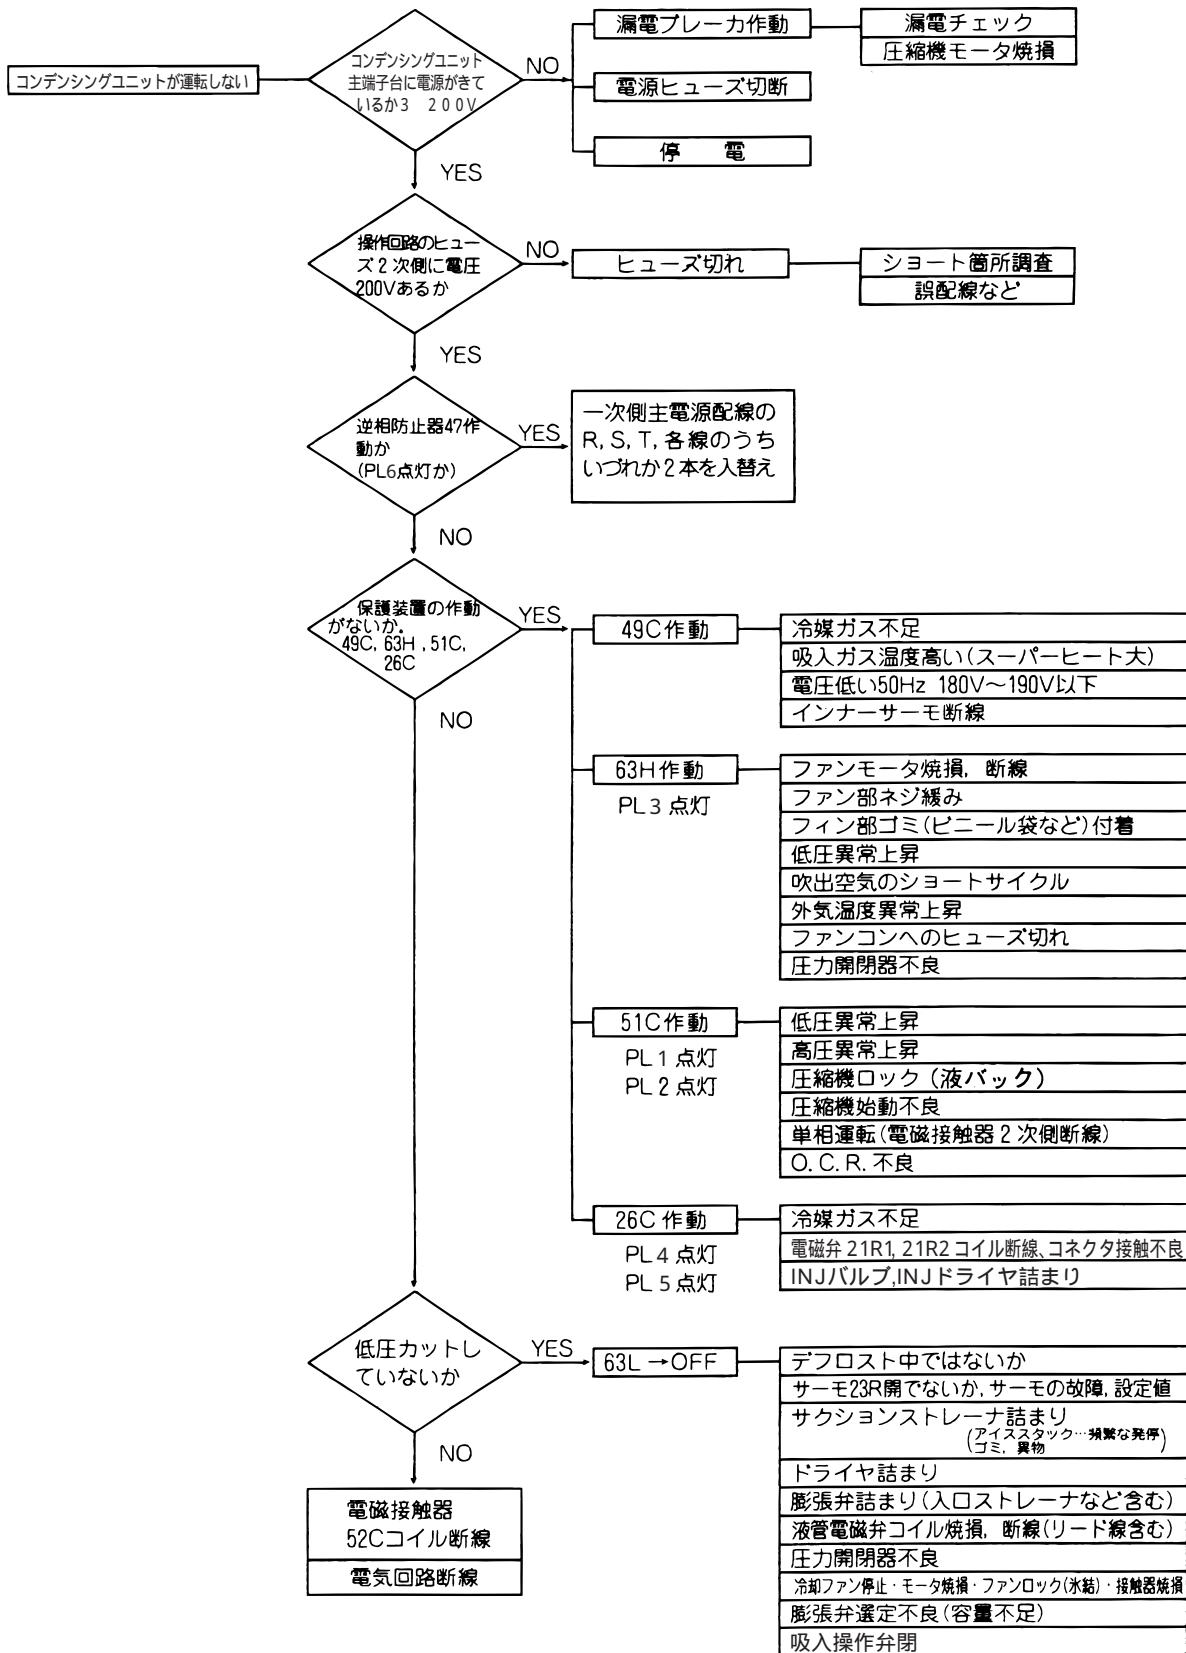 コンデンシングユニットが運転しない
コンデンシングユニット
主端子台に電源がきて
いるか3 200V
NO
漏電ブレーカ作動
漏電チェック
圧縮機モータ焼損
電源ヒューズ切断
停 電
YES
操作回路のヒュー
ズ2次側に電圧
200Vあるか
NO
ヒューズ切れ
ショート箇所調査
誤配線など
YES
逆相防止器47作
動か
(PL6点灯か)
YES
一次側主電源配線の
R, S, T, 各線のうち
いづれか2本を入替え
NO
保護装置の作動
がないか.
49C, 63H , 51C,
26C
YES
49C作動
冷媒ガス不足
吸入ガス温度高い(スーパーヒート大)
電圧低い50Hz 180V～190V以下
インナーサーモ断線
NO
63H作動
PL3 点灯
ファンモータ焼損, 断線
ファン部ネジ緩み
フィン部ゴミ(ビニール袋など)付着
低圧異常上昇
吹出空気のショートサイクル
外気温度異常上昇
ファンコンへのヒューズ切れ
圧力開閉器不良
51C作動
PL1 点灯
PL2 点灯
低圧異常上昇
高圧異常上昇
圧縮機ロック (液バック)
圧縮機始動不良
単相運転(電磁接触器2次側断線)
O. C. R. 不良
26C 作動
PL4 点灯
PL5 点灯
冷媒ガス不足
電磁弁 21R1, 21R2 コイル断線、コネクタ接触不良
INJバルブ,INJドライヤ詰まり
低圧カットし
ていないか
YES
63L→OFF
デフロスト中ではないか
サーモ23R開でないか, サーモの故障, 設定値
サクションストレーナ詰まり
(アイススタック…頻繁な発停)
ゴミ, 異物
ドライヤ詰まり
膨張弁詰まり(入口ストレーナなど含む)
液管電磁弁コイル焼損, 断線(リード線含む)
圧力開閉器不良
冷却ファン停止・モータ焼損・ファンロック(氷結)・接触器焼損
膨張弁選定不良(容量不足)
吸入操作弁閉
NO
電磁接触器
52Cコイル断線
電気回路断線